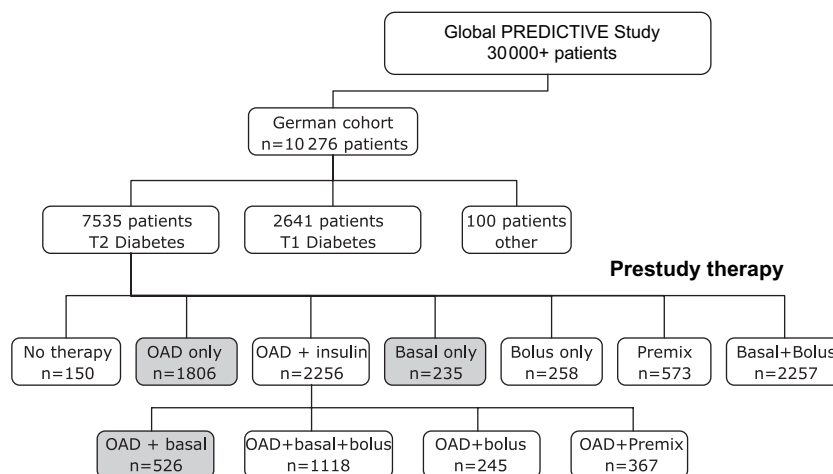 Global PREDICTIVE Study
30 000+ patients
German cohort
n=10 276 patients
7535 patients
T2 Diabetes
2641 patients
T1 Diabetes
100 patients
other
Prestudy therapy
No therapy
n=150
OAD only
n=1806
OAD + insulin
n=2256
Basal only
n=235
Bolus only
n=258
Premix
n=573
Basal+Bolus
n=2257
OAD + basal
n=526
OAD+basal+bolus
n=1118
OAD+bolus
n=245
OAD+Premix
n=367